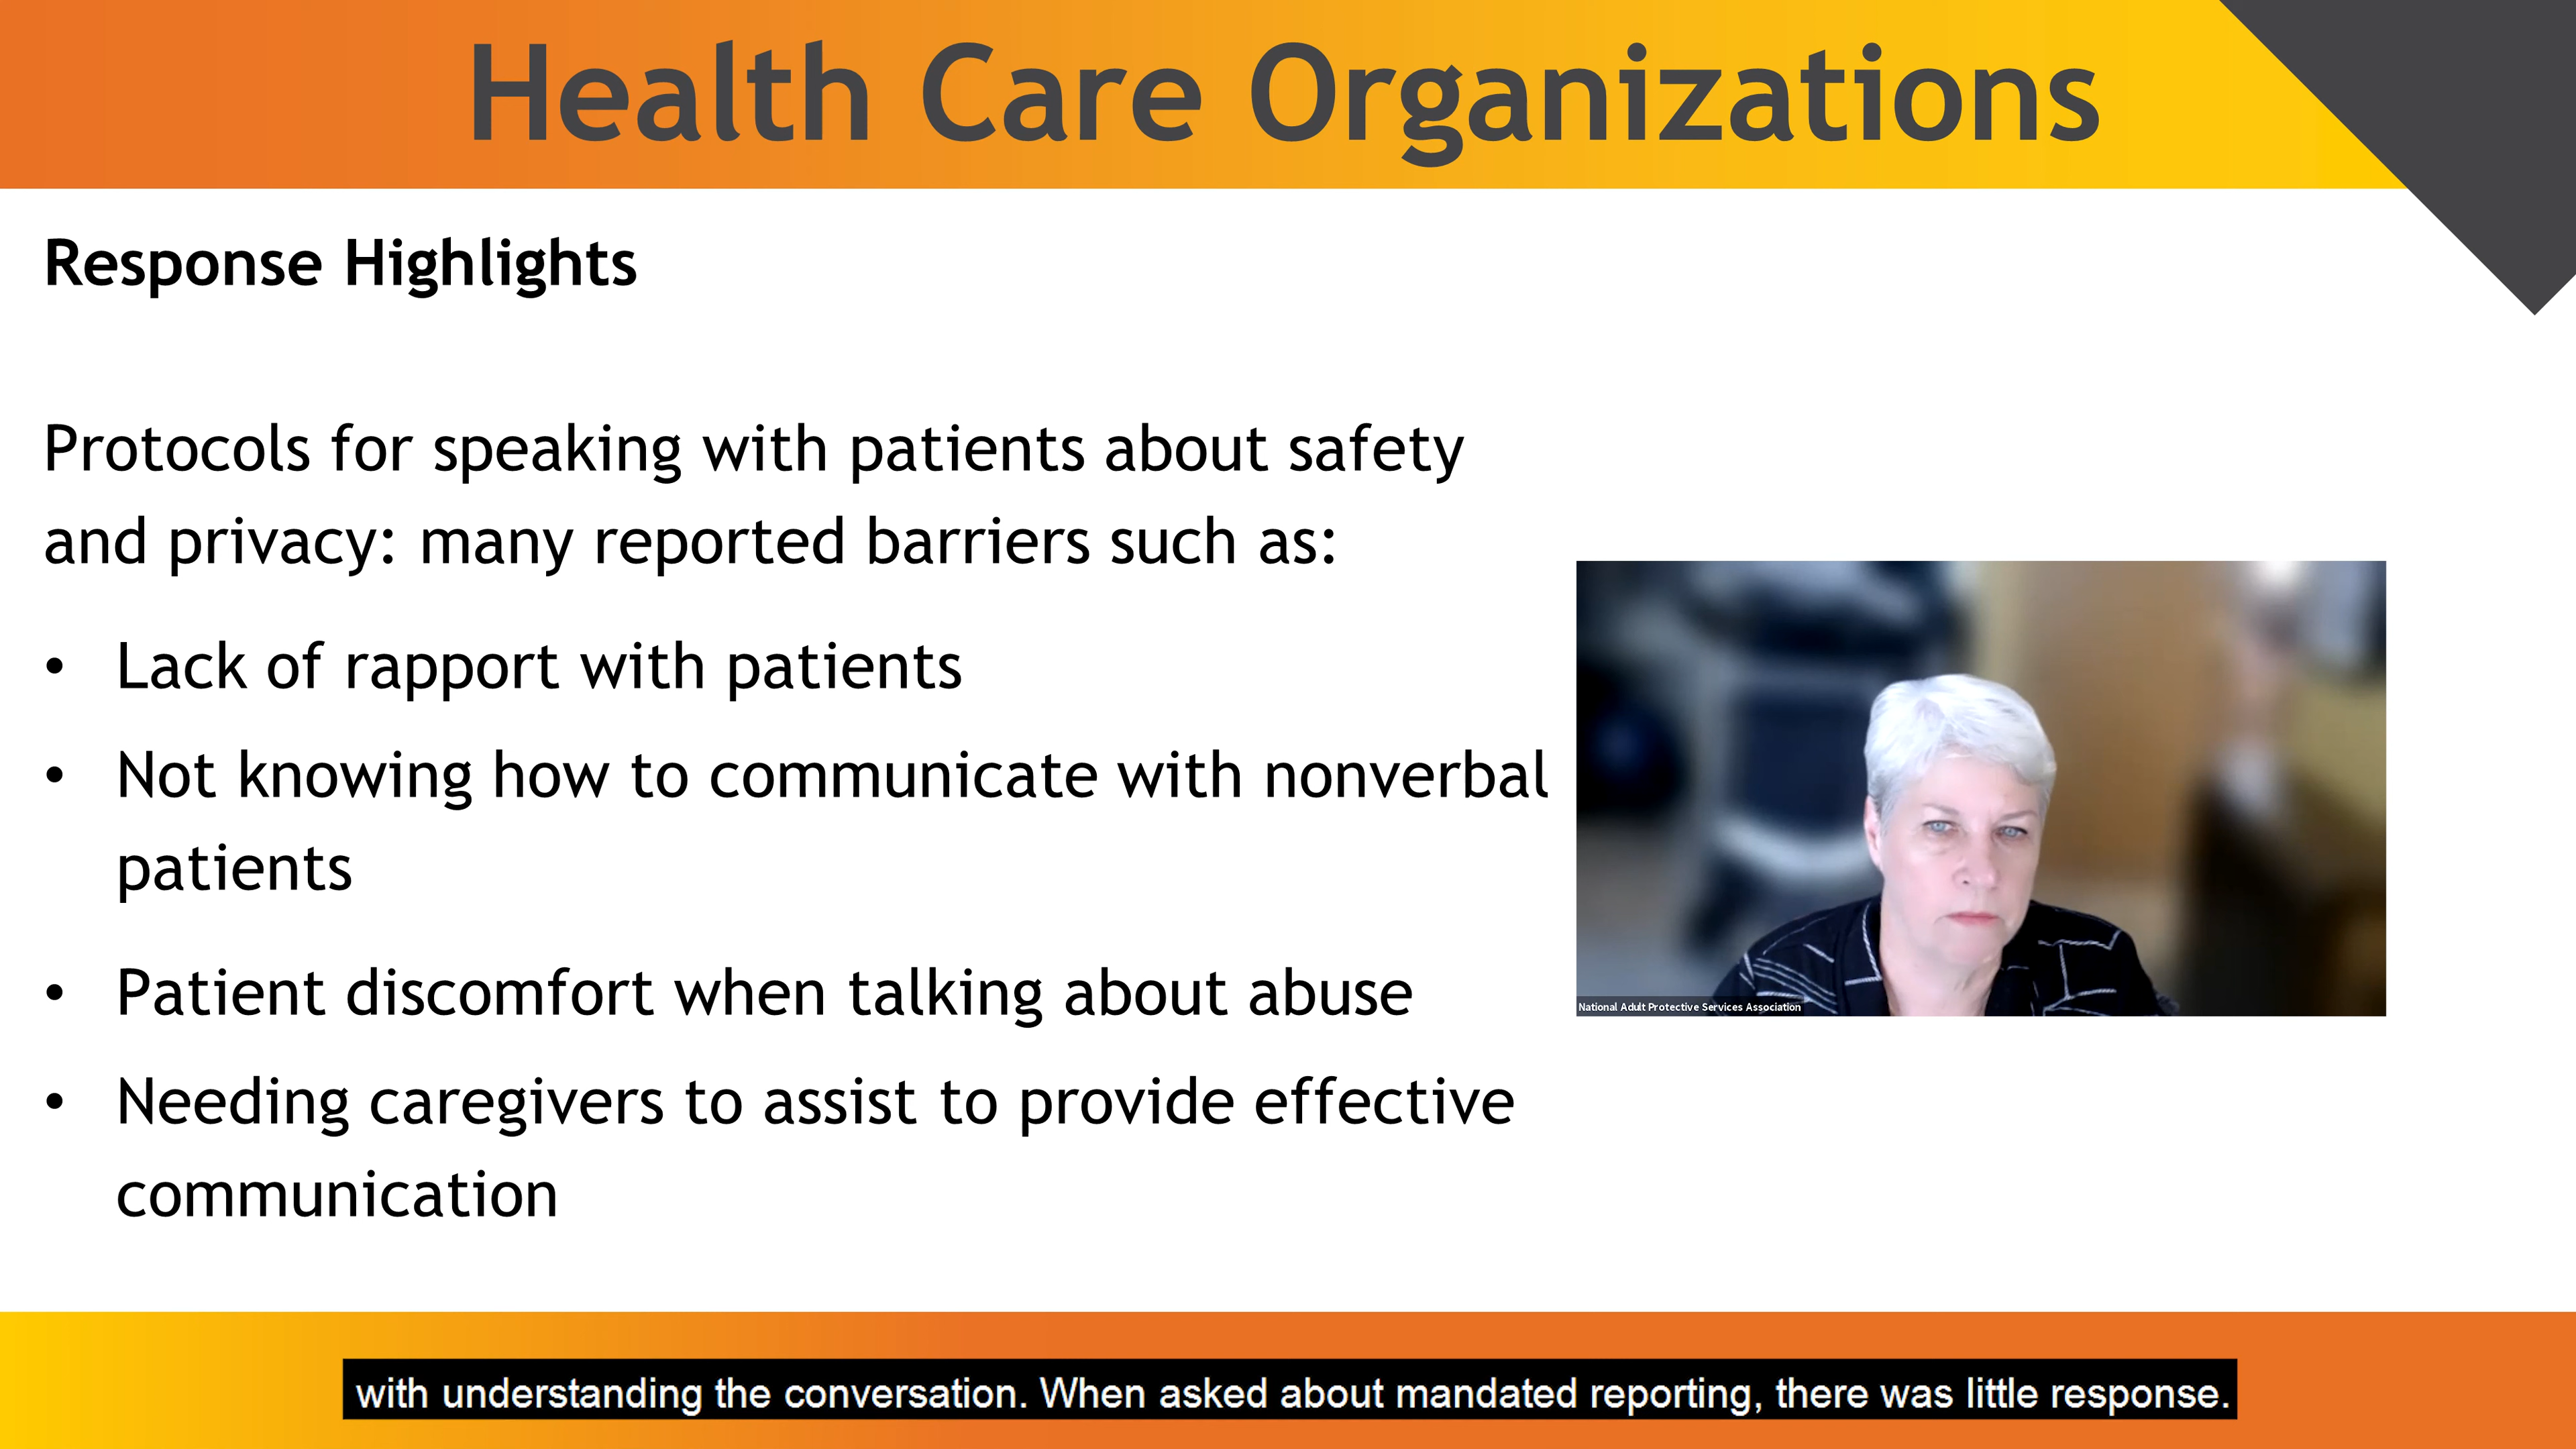 Health Care Organizations
Response Highlights
Protocols for speaking with patients about safety
and privacy: many reported barriers such as:
• Lack of rapport with patients
• Not knowing how to communicate with nonverbal
patients
• Patient discomfort when talking about abuse
• Needing caregivers to assist to provide effective
communication
National Adult Protective Services Association
with understanding the conversation. When asked about mandated reporting, there was little response.